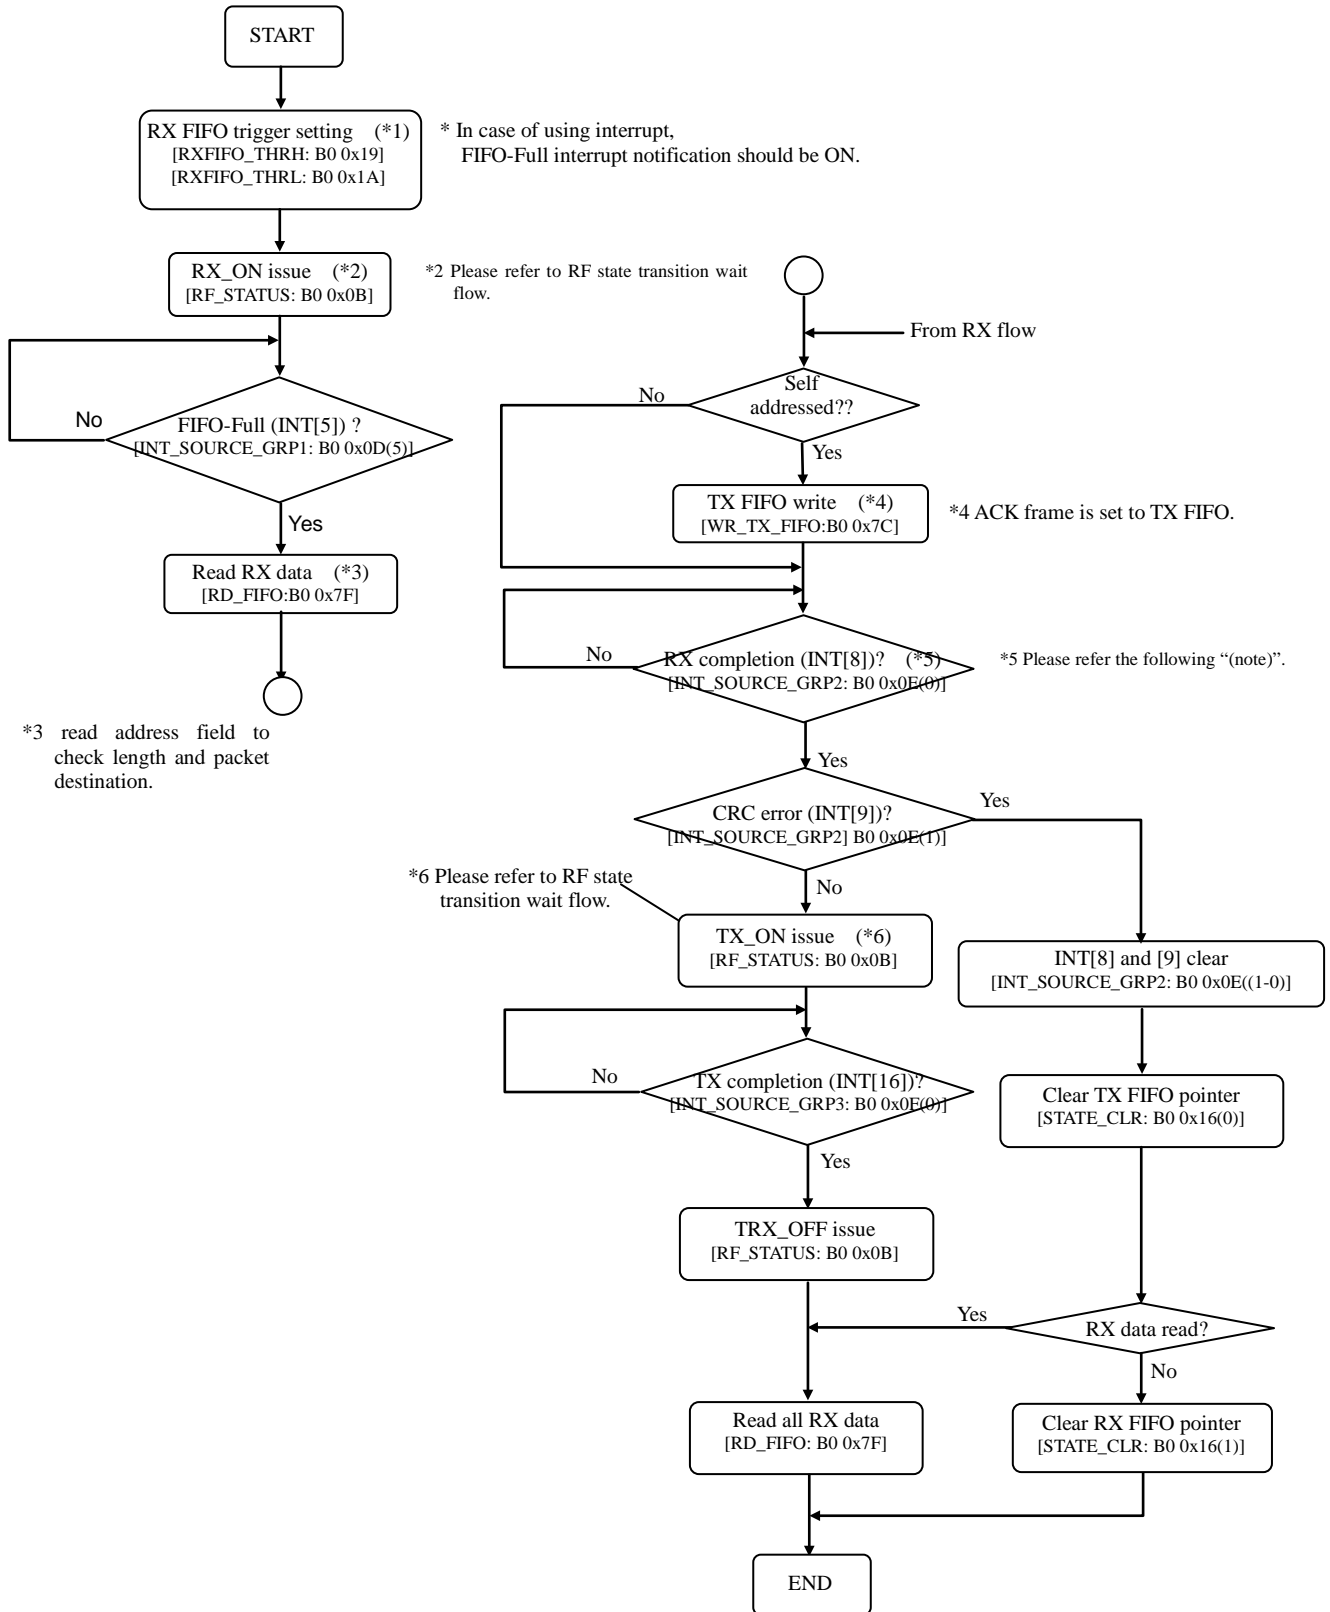 START
RX FIFO trigger setting (*1)
[RXFIFO_THRH: B0 0x19]
[RXFIFO_THRL: B0 0x1A]
* In case of using interrupt,
FIFO-Full interrupt notification should be ON.
RX_ON issue (*2)
[RF_STATUS: B0 0x0B]
*2 Please refer to RF state transition wait
flow.
No
FIFO-Full (INT[5]) ?
[INT_SOURCE_GRP1: B0 0x0D(5)]
Yes
Read RX data (*3)
[RD_FIFO:B0 0x7F]
*3 read address field to
check length and packet
destination.
From RX flow
No
Self
addressed??
Yes
TX FIFO write (*4)
[WR_TX_FIFO:B0 0x7C]
*4 ACK frame is set to TX FIFO.
No
RX completion (INT[8])? (*5)
[INT_SOURCE_GRP2: B0 0x0E(0)]
*5 Please refer the following “(note)”.
Yes
CRC error (INT[9])?
[INT_SOURCE_GRP2] B0 0x0E(1)]
Yes
No
*6 Please refer to RF state
transition wait flow.
TX_ON issue (*6)
[RF_STATUS: B0 0x0B]
INT[8] and [9] clear
[INT_SOURCE_GRP2: B0 0x0E((1-0)]
No
TX completion (INT[16])?
[INT_SOURCE_GRP3: B0 0x0F(0)]
Yes
Clear TX FIFO pointer
[STATE_CLR: B0 0x16(0)]
TRX_OFF issue
[RF_STATUS: B0 0x0B]
Yes
RX data read?
No
Read all RX data
[RD_FIFO: B0 0x7F]
Clear RX FIFO pointer
[STATE_CLR: B0 0x16(1)]
END